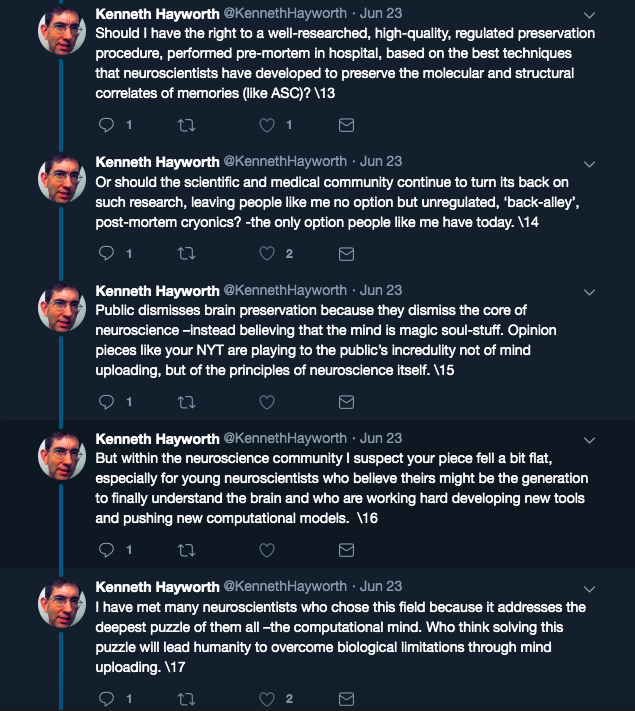 Kenneth Hayworth @KennethHayworth · Jun 23
Should I have the right to a well-researched, high-quality, regulated preservation
procedure, performed pre-mortem in hospital, based on the best techniques
that neuroscientists have developed to preserve the molecular and structural
correlates of memories (like ASC)? \13
1 1
Kenneth Hayworth @KennethHayworth · Jun 23
Or should the scientific and medical community continue to turn its back on
such research, leaving people like me no option but unregulated, ‘back-alley’,
post-mortem cryonics? -the only option people like me have today. \14
1 2
Kenneth Hayworth @KennethHayworth · Jun 23
Public dismisses brain preservation because they dismiss the core of
neuroscience –instead believing that the mind is magic soul-stuff. Opinion
pieces like your NYT are playing to the public’s incredulity not of mind
uploading, but of the principles of neuroscience itself. \15
1
Kenneth Hayworth @KennethHayworth · Jun 23
But within the neuroscience community I suspect your piece fell a bit flat,
especially for young neuroscientists who believe theirs might be the generation
to finally understand the brain and who are working hard developing new tools
and pushing new computational models. \16
1
Kenneth Hayworth @KennethHayworth · Jun 23
I have met many neuroscientists who chose this field because it addresses the
deepest puzzle of them all –the computational mind. Who think solving this
puzzle will lead humanity to overcome biological limitations through mind
uploading. \17
1 2